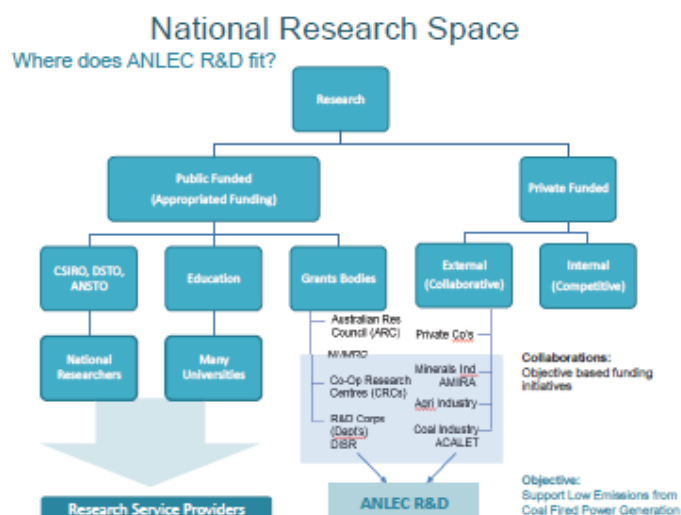 National Research Space
Where does ANLEC R&D fit?
Research
Public Funded
(Appropriated Funding)
Private Funded
CSIRO, DSTO,
ANSTO
Education
Grants Bodies
External
(Collaborative)
Internal
(Competitive)
National
Researchers
Many
Universities
Australian Res
Council (ARC)
Co-Op Research
Centres (CRCs)
R&D Corps
(Dept's)
DISR
Private Co's
Minerals Ind
AMIRA
Agri Industry
Coal Industry
ACALET
Collaborations:
Objective based funding
initiatives
Research Service Providers
ANLEC R&D
Objective:
Support Low Emissions from
Coal Fired Power Generation